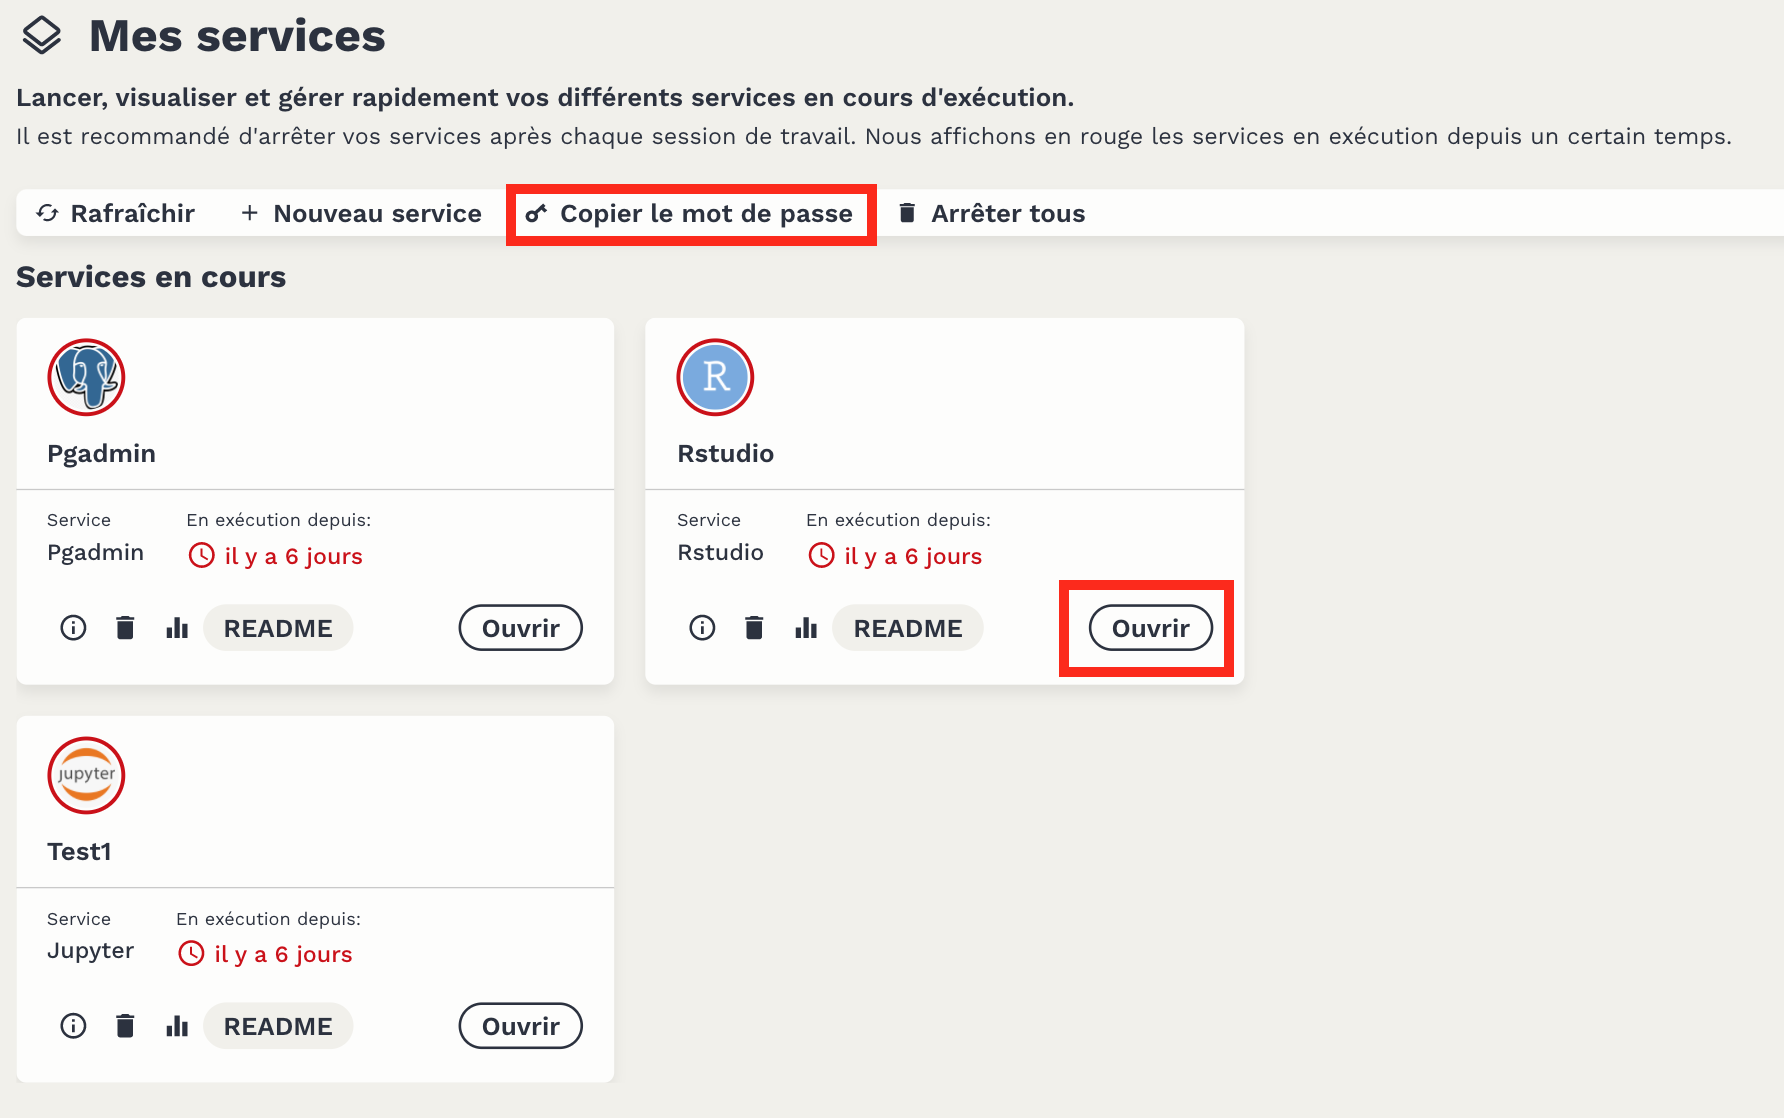 Mes services
Lancer, visualiser et gérer rapidement vos différents services en cours d'exécution.
Il est recommandé d'arrêter vos services après chaque session de travail. Nous affichons en rouge les services en exécution depuis un certain temps.
Rafraîchir Nouveau service Copier le mot de passe Arrêter tous
Services en cours
R
Pgadmin
Rstudio
Service En exécution depuis:
Pgadmin il y a 6 jours
README Ouvrir
Service En exécution depuis:
Rstudio il y a 6 jours
README Ouvrir
jupyter
Test1
Service En exécution depuis:
Jupyter il y a 6 jours
README Ouvrir